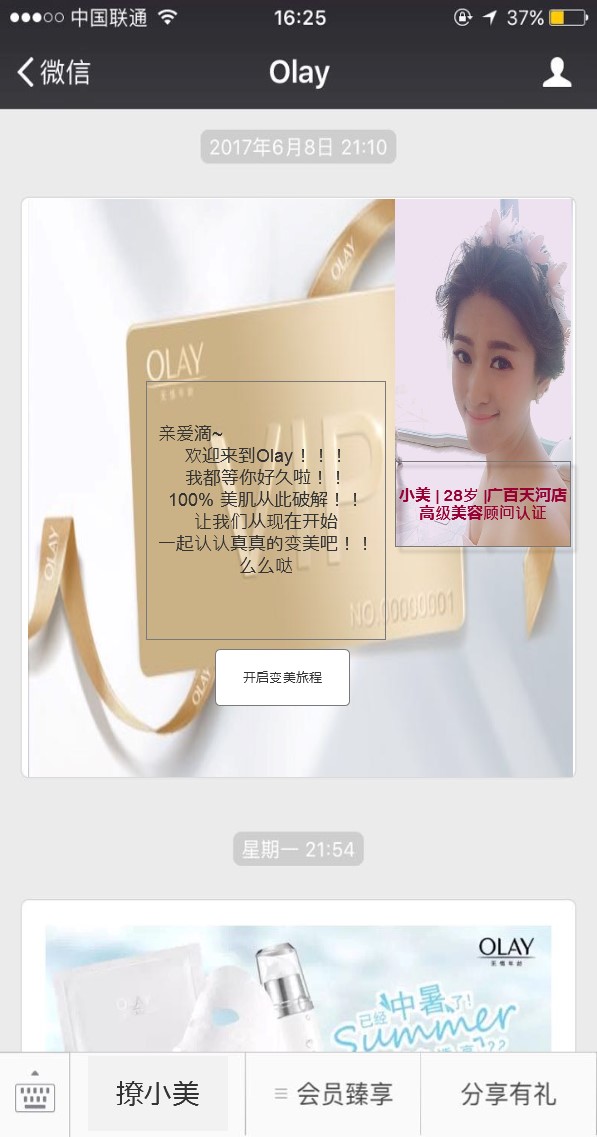 中国联通 16:25 37%
微信 Olay
2017年6月8日 21:10
OLAY
OLAY
VIP
亲爱滴~
欢迎来到Olay！！！
我都等你好久啦！！
100% 美肌从此破解！！
让我们从现在开始
一起认认真真的变美吧！！
么么哒
小美 | 28岁 |广百天河店
高级美容顾问认证
NO.00000001
OLAY
OLAY
开启变美旅程
星期一 21:54
OLAY
OLAY
已经中暑了!
Summer
撩小美 会员臻享 分享有礼